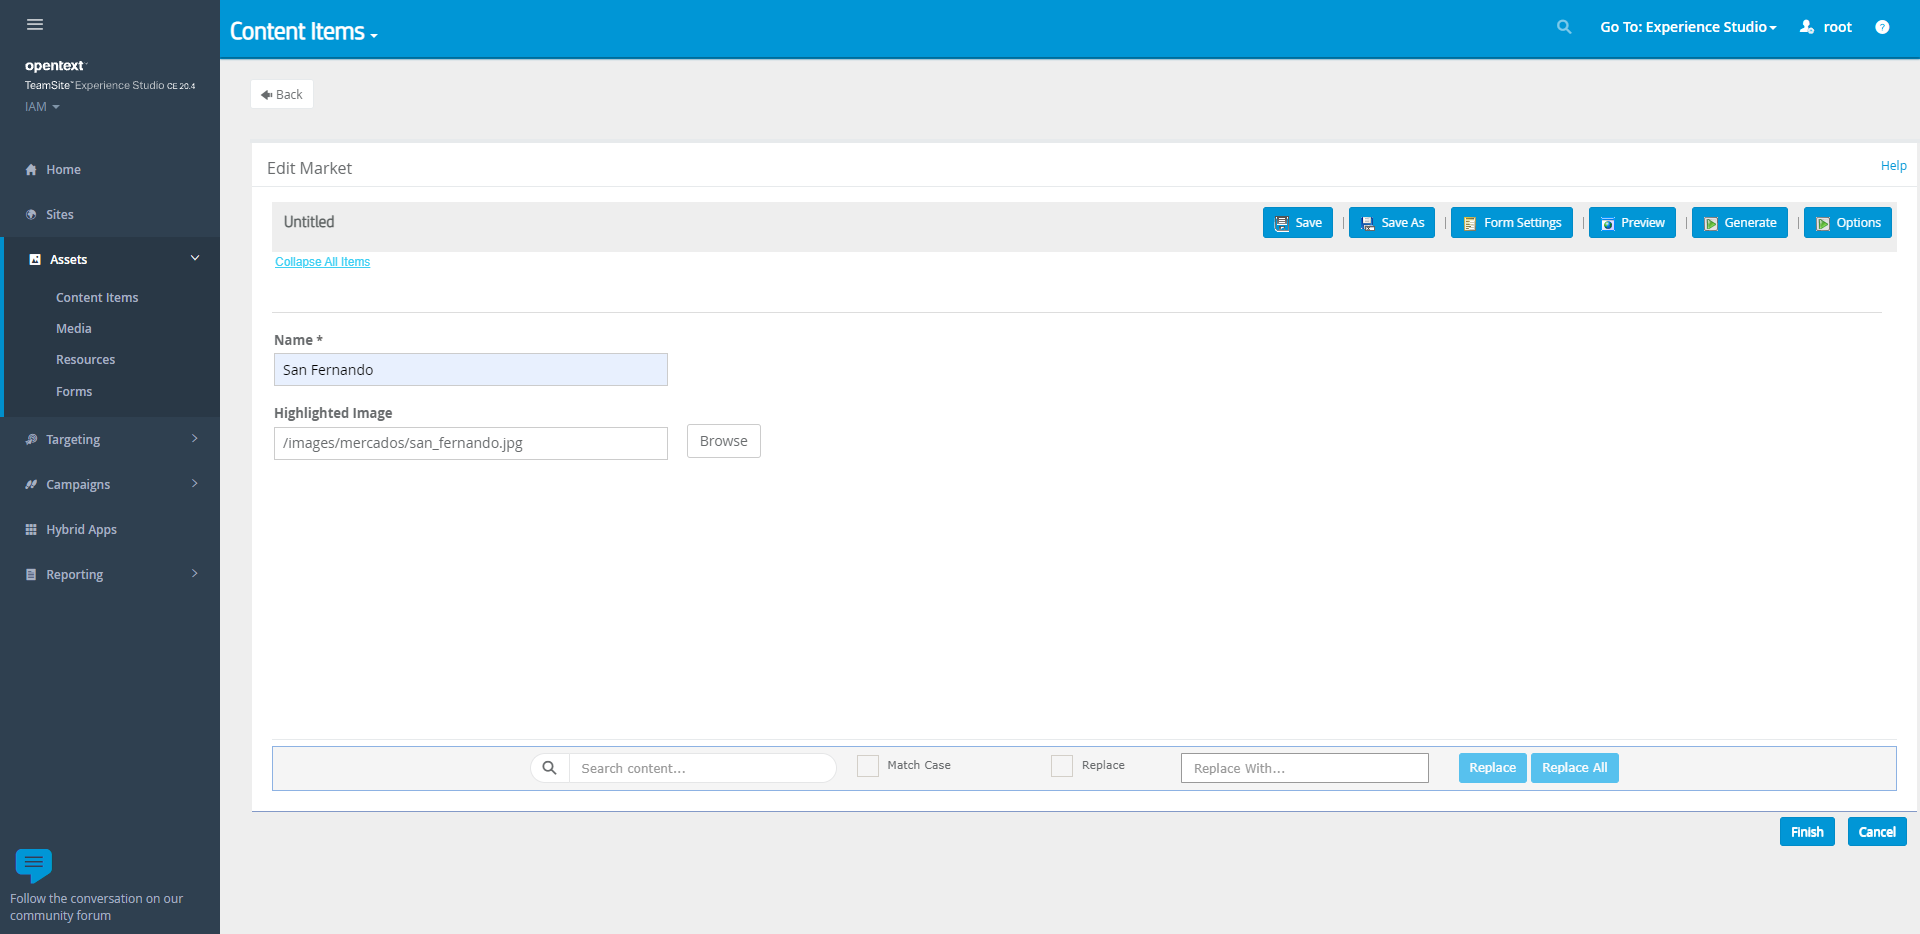 Content Items
Go To: Experience Studio
root
?
opentext™
TeamSite™ Experience Studio CE 20.4
IAM
Home
Sites
Assets
Content Items
Media
Resources
Forms
Targeting
Campaigns
Hybrid Apps
Reporting
Follow the conversation on our
community forum
Back
Edit Market
Help
Untitled
Save | Save As | Form Settings | Preview | Generate | Options
Collapse All Items
Name *
San Fernando
Highlighted Image
/images/mercados/san_fernando.jpg
Browse
Search content...
Match Case
Replace
Replace With...
Replace
Replace All
Finish
Cancel